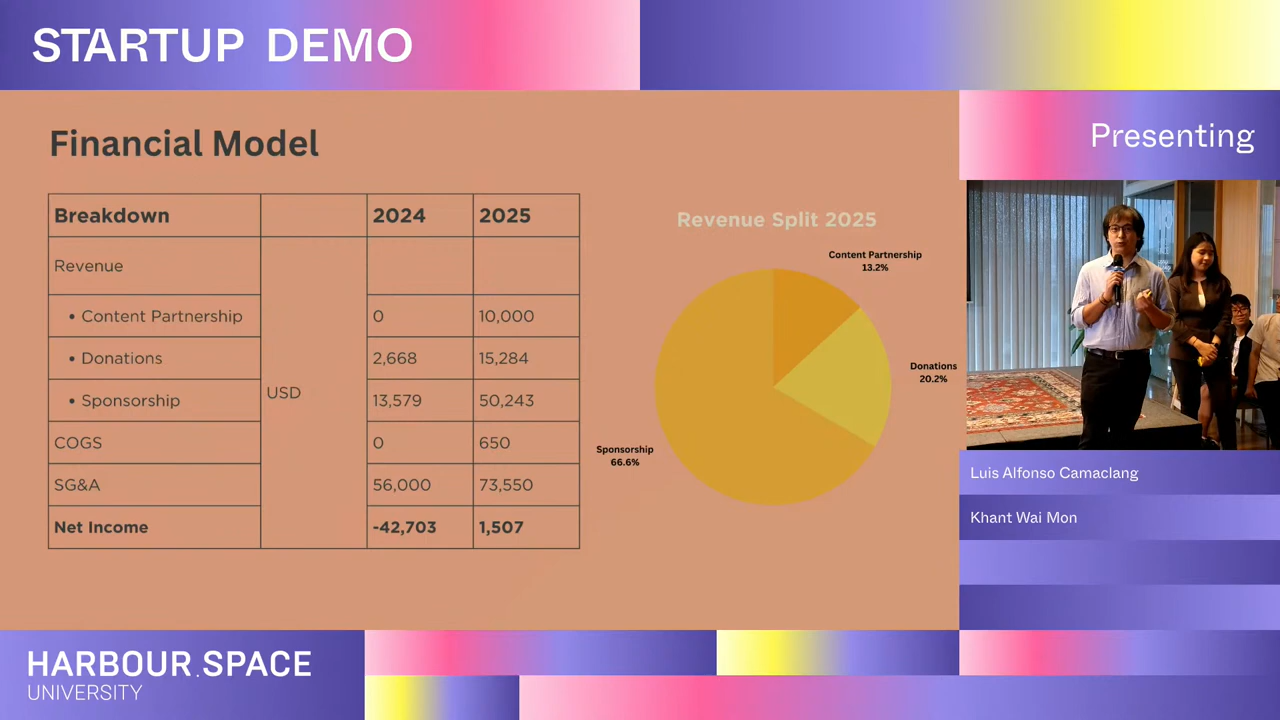 STARTUP DEMO
Presenting
Financial Model
Breakdown 2024 2025
Revenue
• Content Partnership 0 10,000
• Donations 2,668 15,284
• Sponsorship USD 13,579 50,243
COGS 0 650
SG&A 56,000 73,550
Net Income -42,703 1,507
Revenue Split 2025
Content Partnership
13.2%
Donations
20.2%
Sponsorship
66.6%
Luis Alfonso Camaclang
Khant Wai Mon
HARBOUR.SPACE
UNIVERSITY